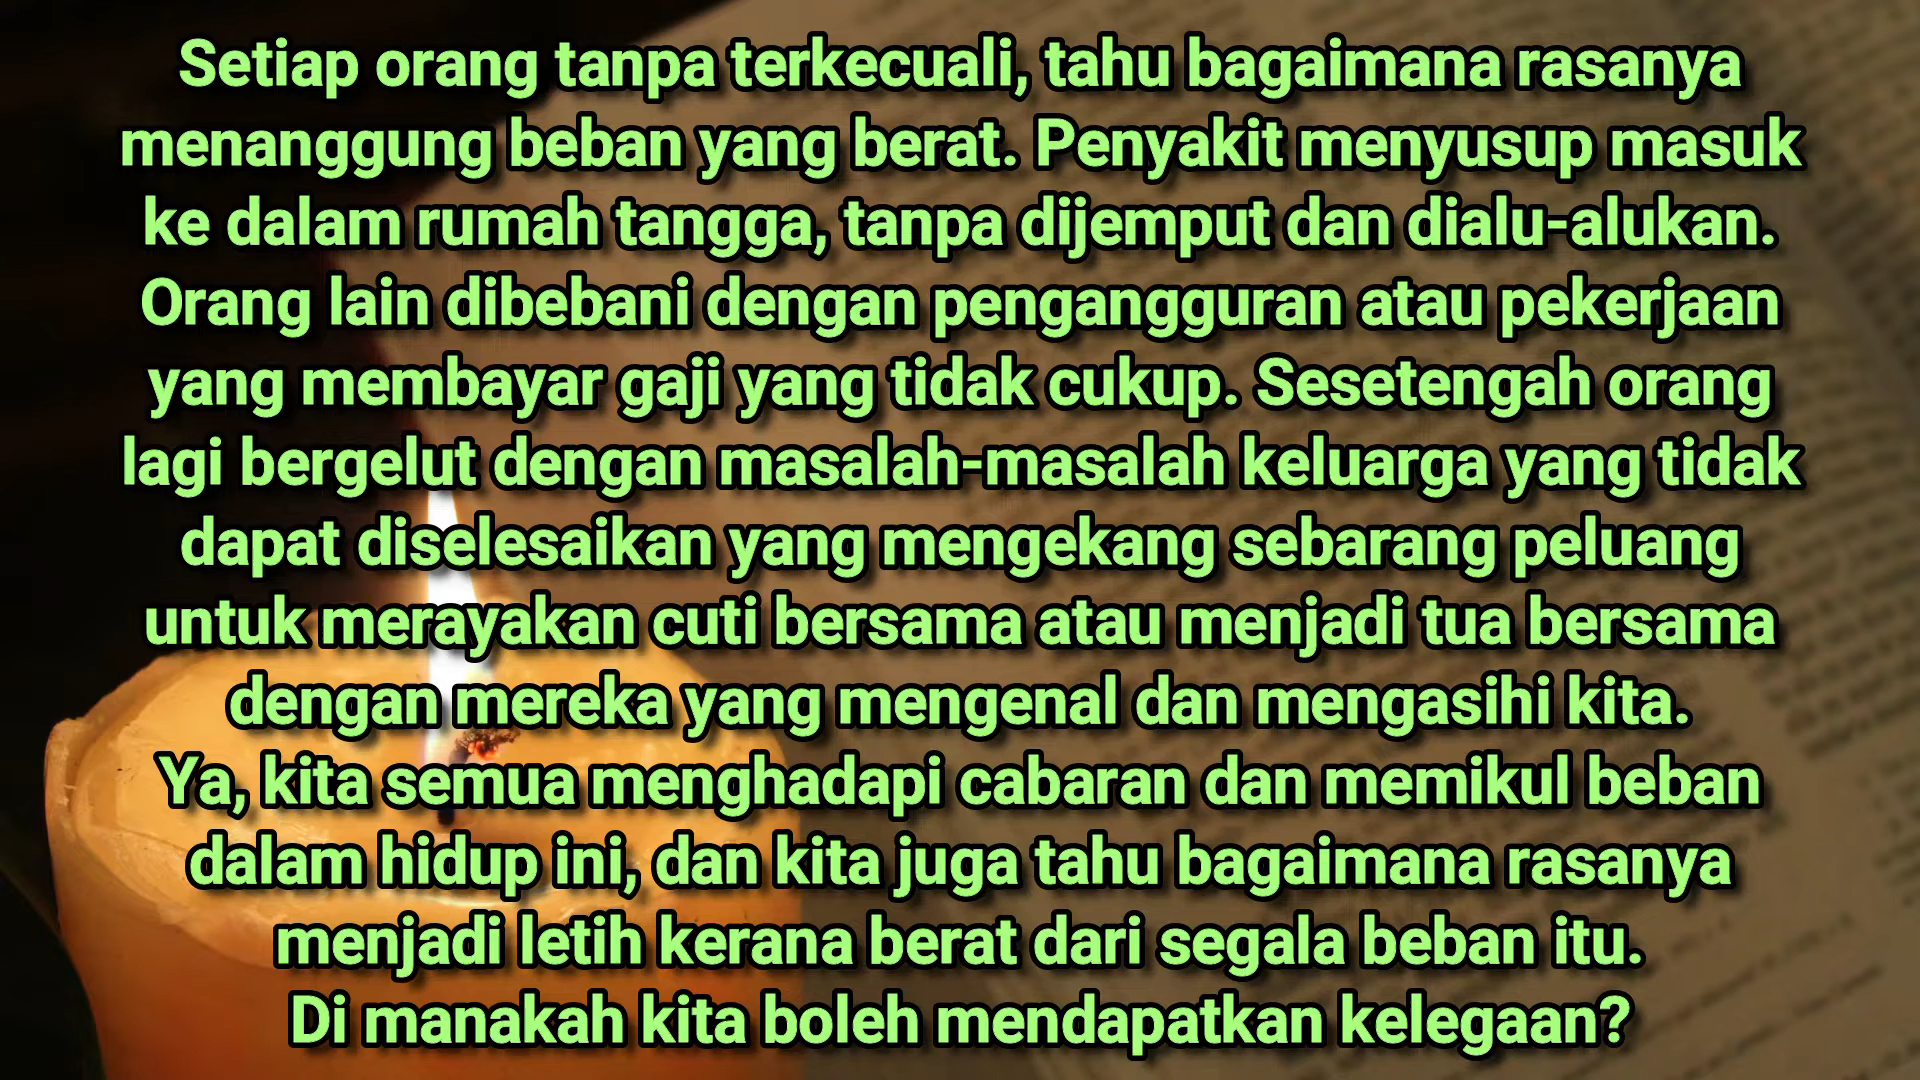 Setiap orang tanpa terkecuali, tahu bagaimana rasanya
menanggung beban yang berat. Penyakit menyusup masuk
ke dalam rumah tangga, tanpa dijemput dan dialu-alukan.
Orang lain dibebani dengan pengangguran atau pekerjaan
yang membayar gaji yang tidak cukup. Sesetengah orang
lagi bergelut dengan masalah-masalah keluarga yang tidak
dapat diselesaikan yang mengekang sebarang peluang
untuk merayakan cuti bersama atau menjadi tua bersama
dengan mereka yang mengenal dan mengasihi kita.
Ya, kita semua menghadapi cabaran dan memikul beban
dalam hidup ini, dan kita juga tahu bagaimana rasanya
menjadi letih kerana berat dari segala beban itu.
Di manakah kita boleh mendapatkan kelegaan?